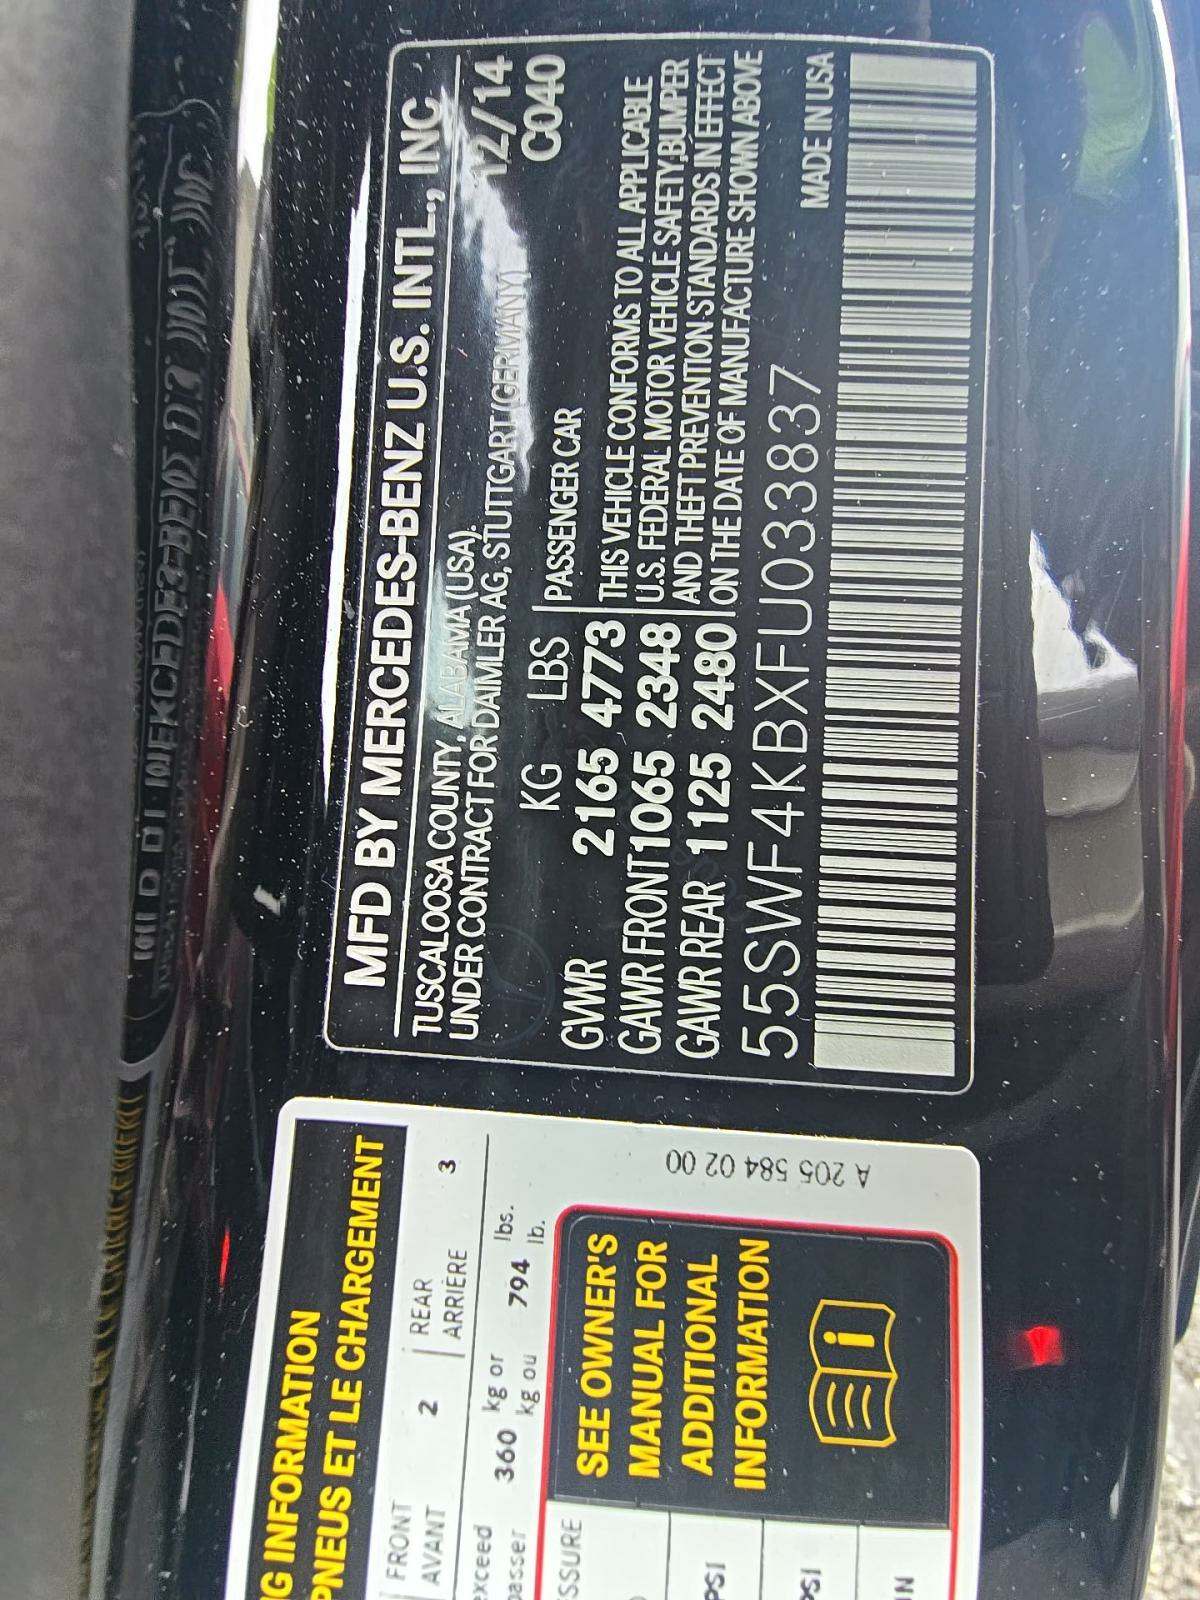 MFD BY MERCEDES-BENZ U.S. INTL., INC
TUSCALOOSA COUNTY, ALABAMA (USA), 12/14
UNDER CONTRACT FOR DAIMLER AG, STUTTGART (GERMANY) C040
KG LBS PASSENGER CAR
GVWR 2165 4773 THIS VEHICLE CONFORMS TO ALL APPLICABLE
GAWR FRONT 1065 2348 U.S. FEDERAL MOTOR VEHICLE SAFETY,BUMPER
GAWR REAR 1125 2480 AND THEFT PREVENTION STANDARDS IN EFFECT
ON THE DATE OF MANUFACTURE SHOWN ABOVE
55SWF4KBXFU033837 MADE IN USA
G INFORMATION
PNEUS ET LE CHARGEMENT
FRONT 2 REAR 3
AVANT ARRIÈRE
exceed 360 kg or 794 lbs.
passer kg ou lb.
SSURE
PSI
PSI
IN
SEE OWNER'S
MANUAL FOR
ADDITIONAL
INFORMATION
A 205 584 02 00